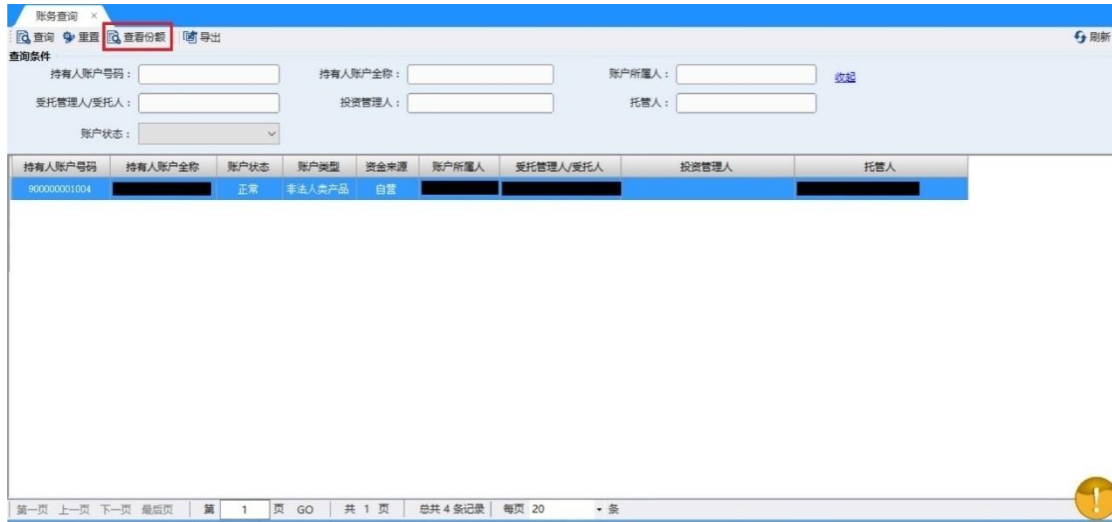 账务查询 ×
查询 重置 查看份额 导出 刷新
查询条件
持有人账户号码： 持有人账户全称： 账户所属人： 收起
受托管理人/受托人： 投资管理人： 托管人：
账户状态：
持有人账户号码 持有人账户全称 账户状态 账户类型 资金来源 账户所属人 受托管理人/受托人 投资管理人 托管人
900000001004 正常 非法人类产品 自营
第一页 上一页 下一页 最后页 第 1 页 GO 共 1 页 总共 4 条记录 每页 20 条